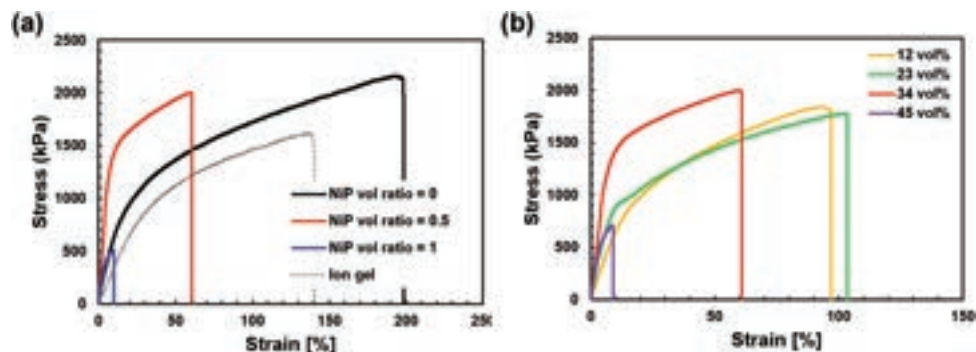 (a)
2500
2000
1500
1000
500
0
Stress (kPa)
0 50 100 150 200 25
Strain [%]
NiP vol ratio = 0
NiP vol ratio = 0.5
NiP vol ratio = 1
Ion gel
(b)
2500
2000
1500
1000
500
0
Stress (kPa)
0 50 100 150
Strain [%]
12 vol%
23 vol%
34 vol%
45 vol%